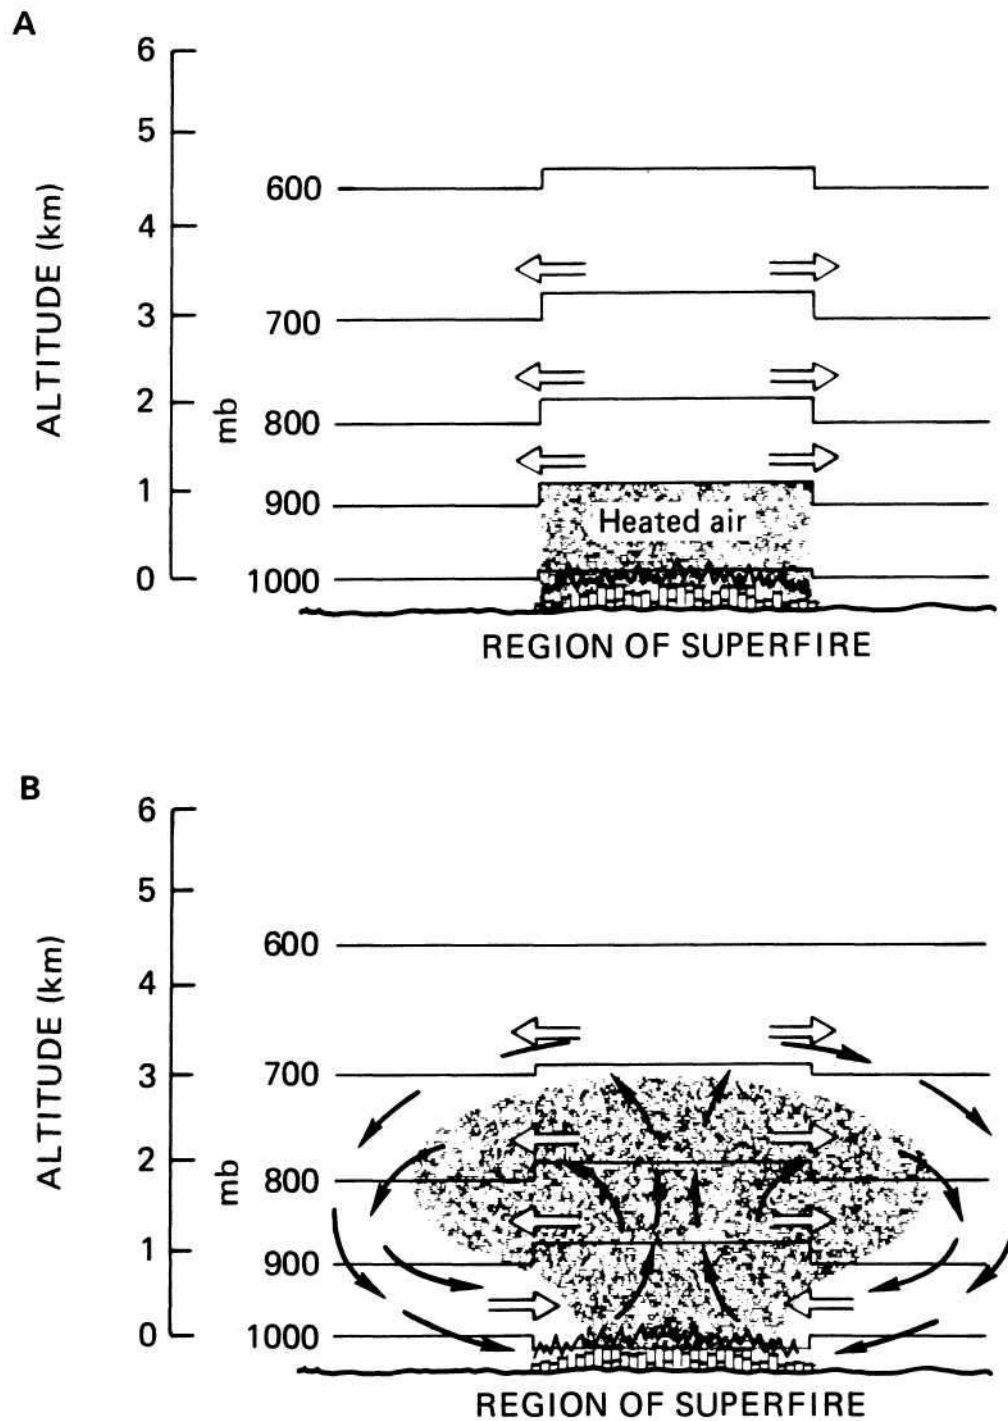 A
6
5
4
3
2
1
0
ALTITUDE (km)
mb
600
700
800
900
1000
Heated air
REGION OF SUPERFIRE
B
6
5
4
3
2
1
0
ALTITUDE (km)
mb
600
700
800
900
1000
REGION OF SUPERFIRE